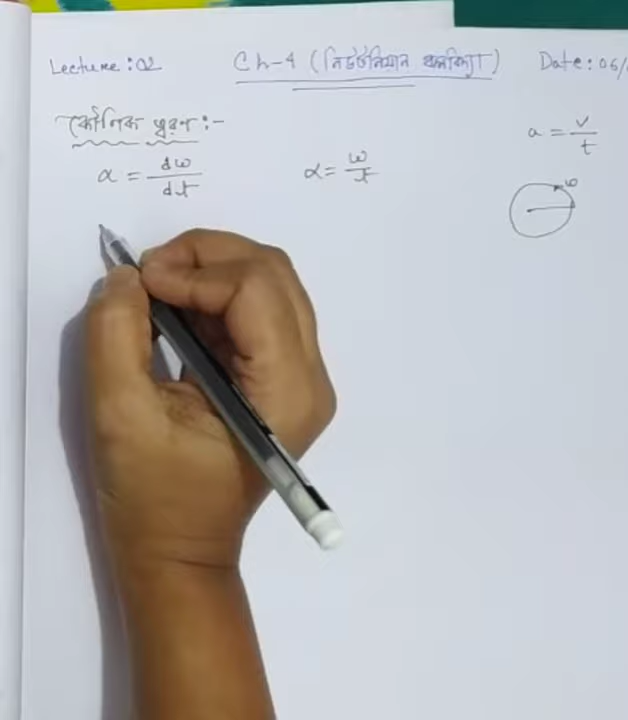 Lecture : 02 Ch-4 (নিউটনিয়ান বলবিদ্যা) Date : 06/
কৌণিক ত্বরণ :-
a = v/t
α = dω/dt α = ω/t
ω